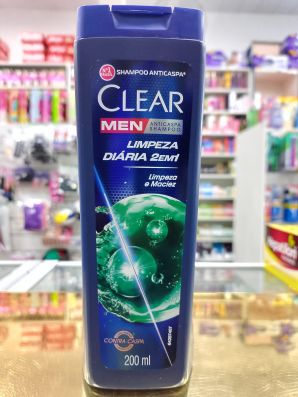 Nº1
SHAMPOO ANTICASPA*
CLEAR
MEN
ANTICASPA
SHAMPOO
LIMPEZA
DIÁRIA 2EM1
Limpeza
e Maciez
CONTRA CASPA
200 ml